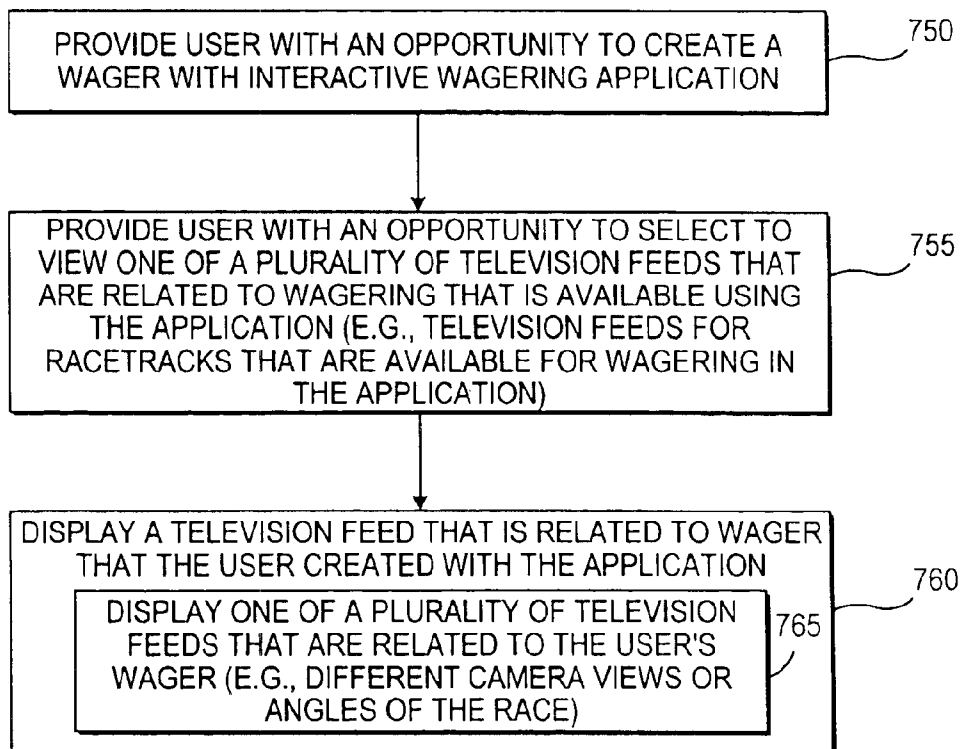 PROVIDE USER WITH AN OPPORTUNITY TO CREATE A
WAGER WITH INTERACTIVE WAGERING APPLICATION
750
PROVIDE USER WITH AN OPPORTUNITY TO SELECT TO
VIEW ONE OF A PLURALITY OF TELEVISION FEEDS THAT
ARE RELATED TO WAGERING THAT IS AVAILABLE USING
THE APPLICATION (E.G., TELEVISION FEEDS FOR
RACETRACKS THAT ARE AVAILABLE FOR WAGERING IN
THE APPLICATION)
755
DISPLAY A TELEVISION FEED THAT IS RELATED TO WAGER
THAT THE USER CREATED WITH THE APPLICATION
760
DISPLAY ONE OF A PLURALITY OF TELEVISION
FEEDS THAT ARE RELATED TO THE USER'S
WAGER (E.G., DIFFERENT CAMERA VIEWS OR
ANGLES OF THE RACE)
765